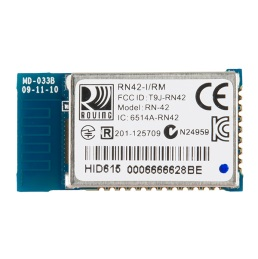 MD-033B
09-11-10
ROVING
RN42-I/RM
FCC ID: T9J-RN42
Model: RN-42
IC: 6514A-RN42
CE
R 201-125709
N24959
HID615 0006666628BE